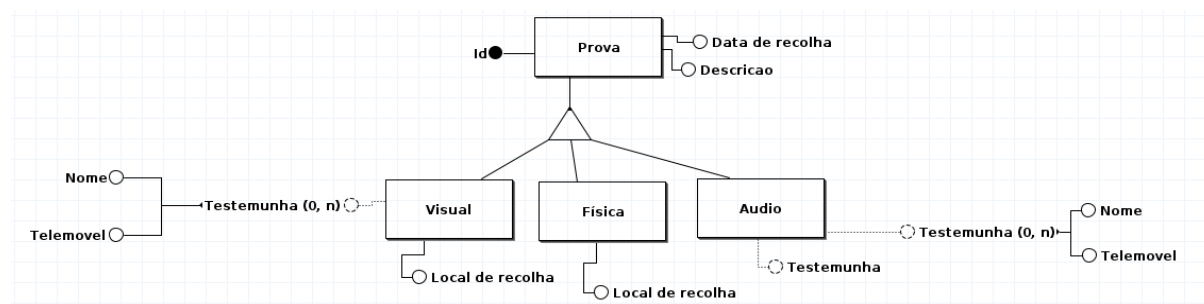 Prova
Id
Data de recolha
Descricao
Nome
Testemunha (0, n)
Telemovel
Visual
Local de recolha
Física
Local de recolha
Audio
Testemunha
Testemunha (0, n)
Nome
Telemovel